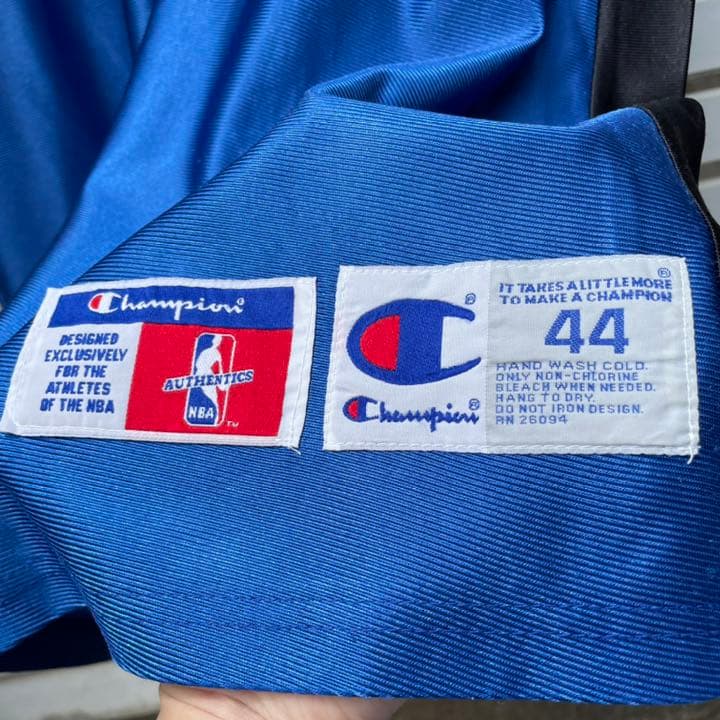 Champion®
DESIGNED
EXCLUSIVELY
FOR THE
ATHLETES
OF THE NBA
AUTHENTICS
NBA
TM
®
Champion®
IT TAKES A LITTLE MORE®
TO MAKE A CHAMPION
44
HAND WASH COLD.
ONLY NON-CHLORINE
BLEACH WHEN NEEDED.
HANG TO DRY.
DO NOT IRON DESIGN.
RN 26094